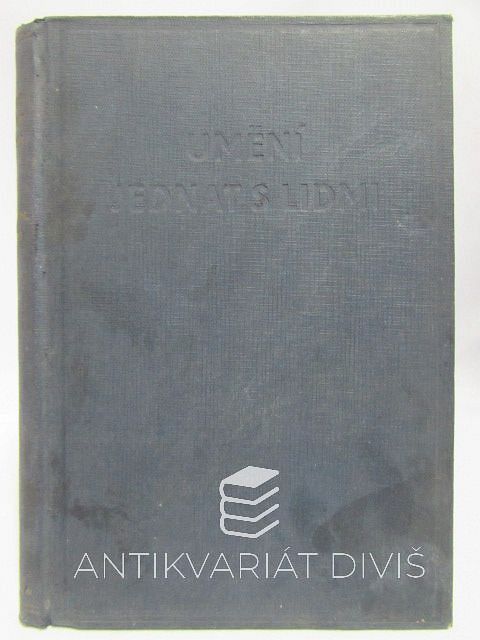 UMĚNÍ
JEDNAT S LIDMI
ANTIKVARIÁT DIVIŠ